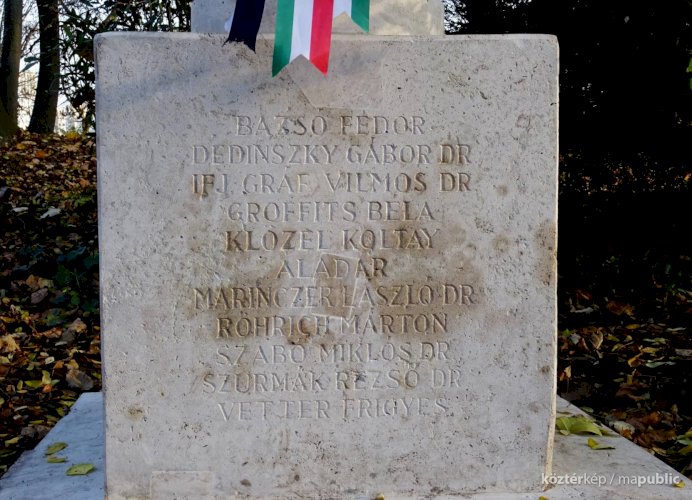 BAZSÓ FEDOR
DEDINSZKY GÁBOR DR
IFJ. GRAF VILMOS DR
GROFFITS BÉLA
KLÖZEL KOLTAY
ALADÁR
MARINCZER LÁSZLÓ DR
RÖHRICH MÁRTON
SZABÓ MIKLÓS DR
SZURMÁK REZSŐ DR
VETTER FRIGYES
köztérkép / mapublic